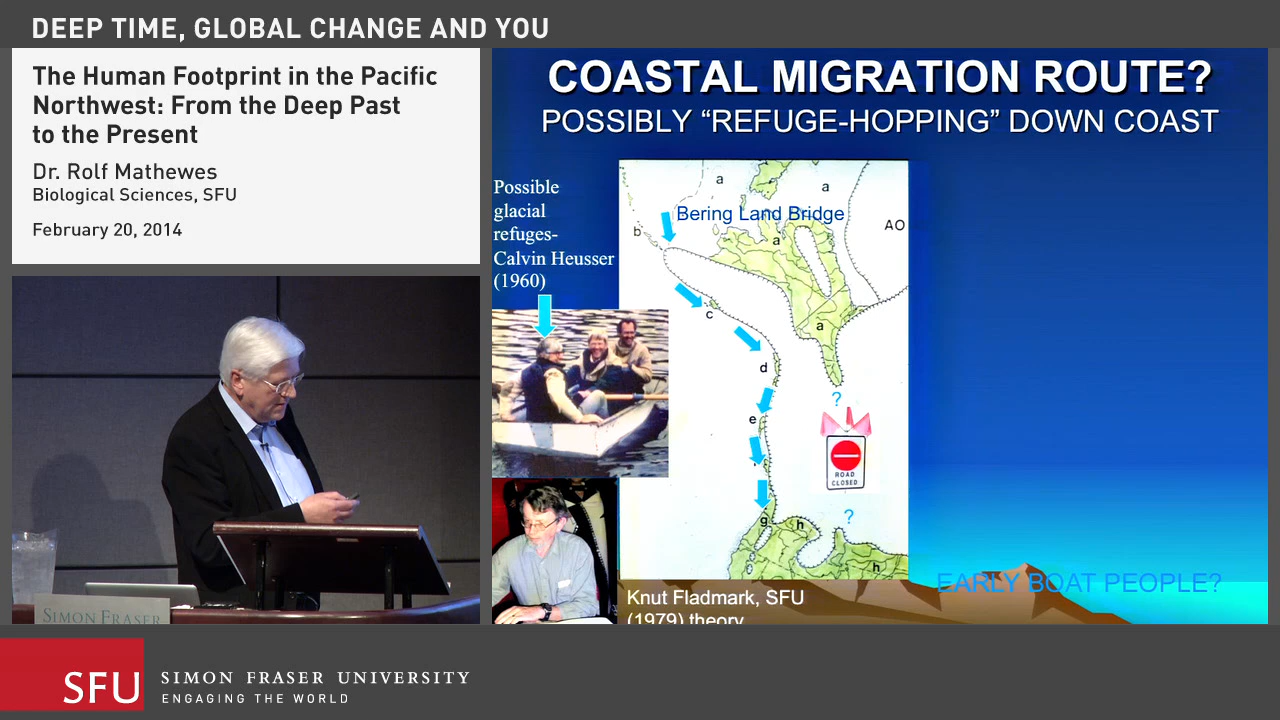 DEEP TIME, GLOBAL CHANGE AND YOU
The Human Footprint in the Pacific
Northwest: From the Deep Past
to the Present
Dr. Rolf Mathewes
Biological Sciences, SFU
February 20, 2014
COASTAL MIGRATION ROUTE?
POSSIBLY “REFUGE-HOPPING” DOWN COAST
Possible
glacial
refuges-
Calvin Heusser
(1960)
a
a
Bering Land Bridge
b
a
AO
c
a
d
?
e
ROAD
CLOSED
g
h
?
h
EARLY BOAT PEOPLE?
Knut Fladmark, SFU
(1979) theory
SIMON FRASER
SFU
SIMON FRASER UNIVERSITY
ENGAGING THE WORLD